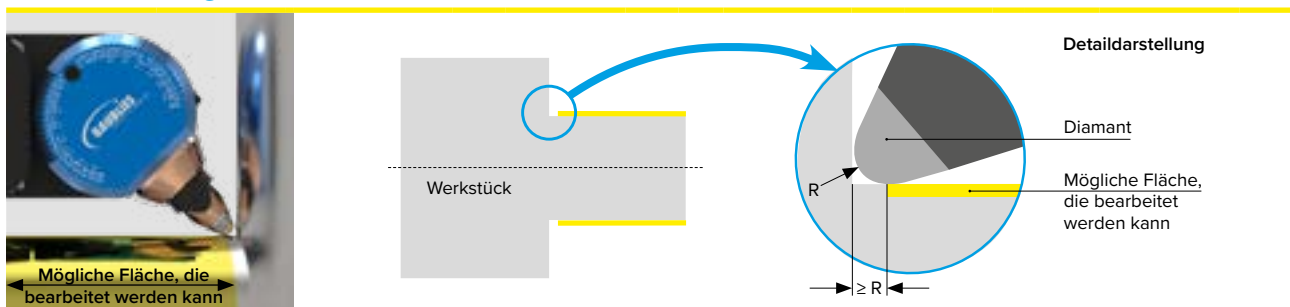 Mögliche Fläche, die
bearbeitet werden kann
Werkstück
Detaildarstellung
Diamant
Mögliche Fläche,
die bearbeitet
werden kann
R
≥ R